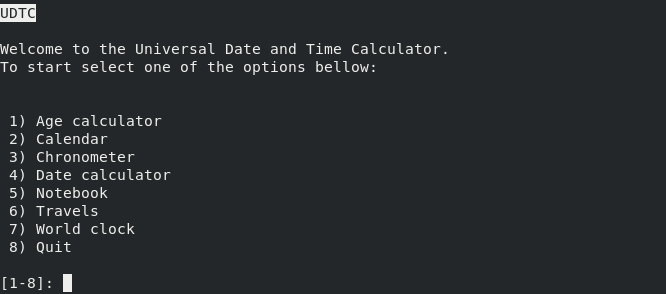 UDTC
Welcome to the Universal Date and Time Calculator.
To start select one of the options bellow:
1) Age calculator
2) Calendar
3) Chronometer
4) Date calculator
5) Notebook
6) Travels
7) World clock
8) Quit
[1-8]: